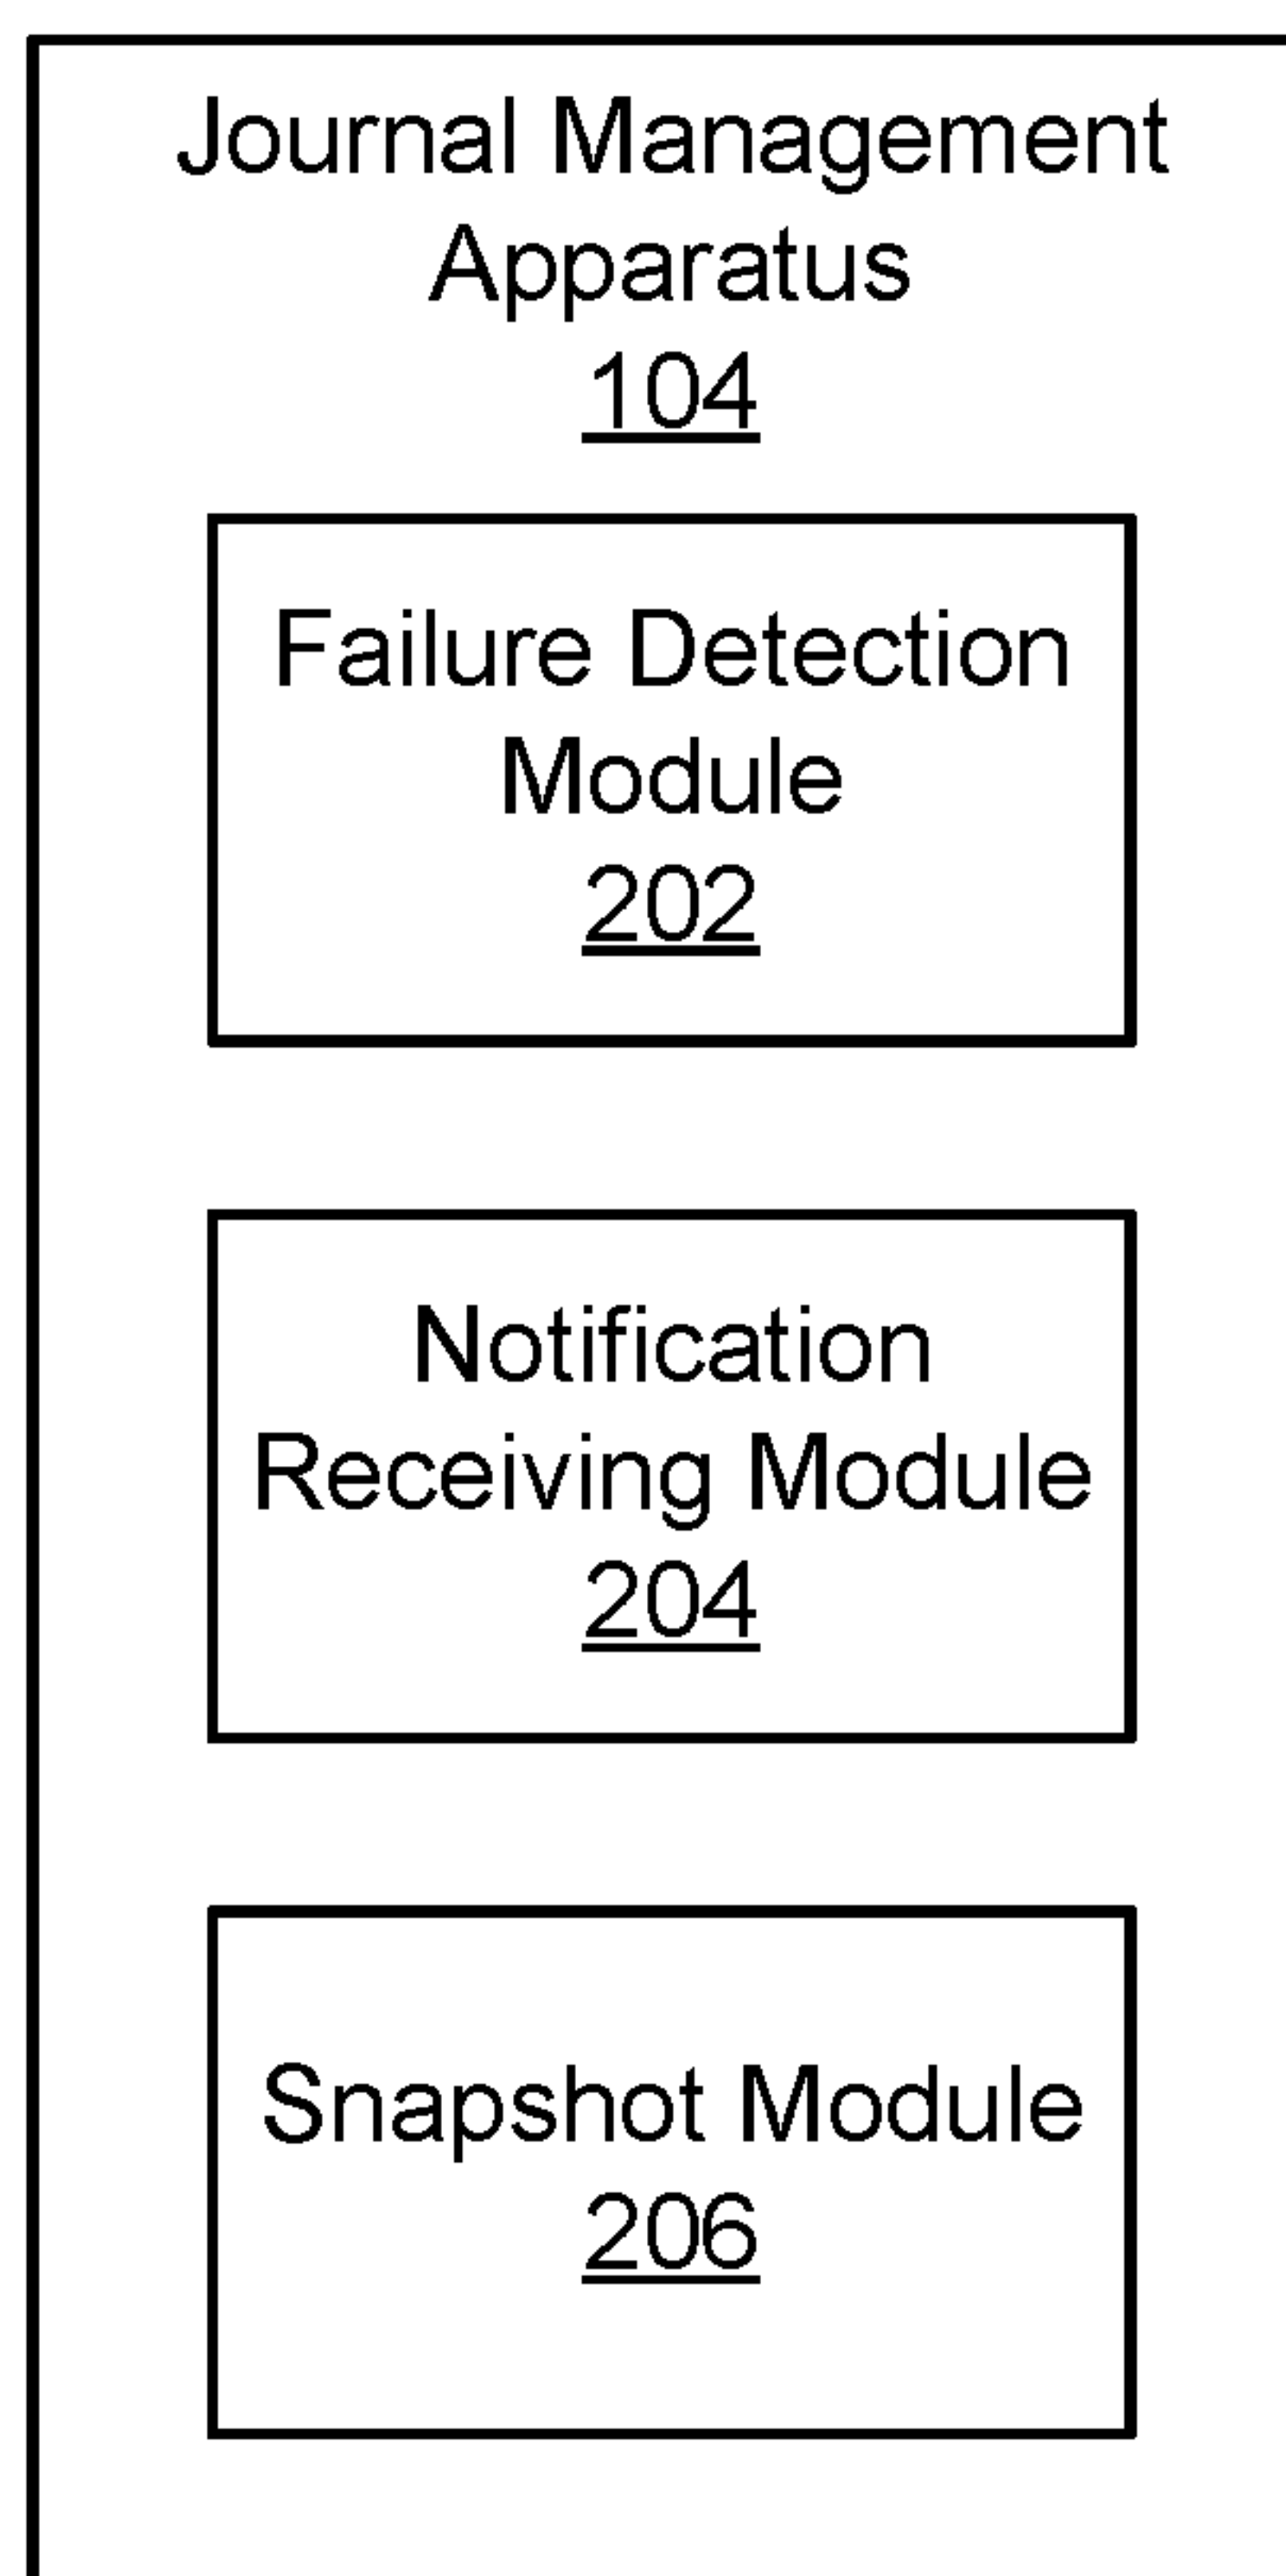 Journal Management
Apparatus
104
Failure Detection
Module
202
Notification
Receiving Module
204
Snapshot Module
206